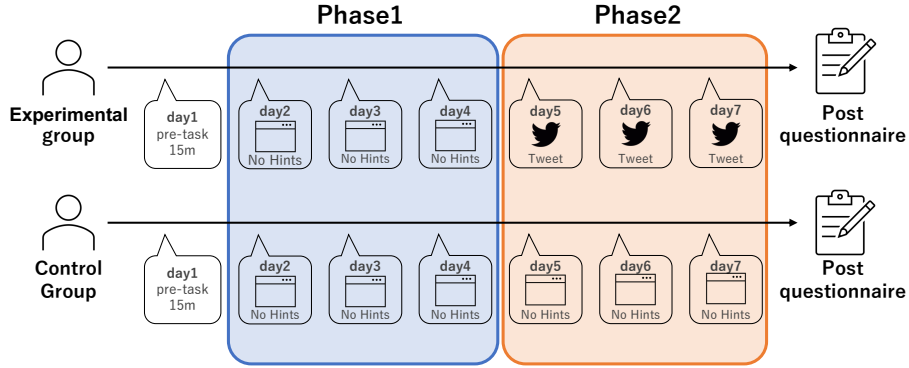 Phase1
Phase2
Experimental
group
day1
pre-task
15m
day2
No Hints
day3
No Hints
day4
No Hints
day5
Tweet
day6
Tweet
day7
Tweet
Post
questionnaire
Control
Group
day1
pre-task
15m
day2
No Hints
day3
No Hints
day4
No Hints
day5
No Hints
day6
No Hints
day7
No Hints
Post
questionnaire